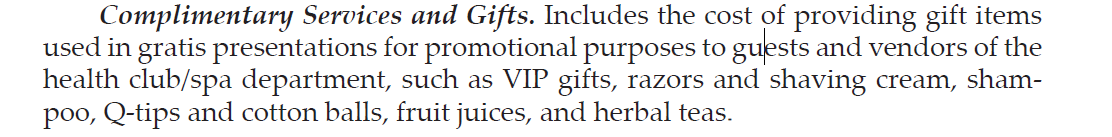 Complimentary Services and Gifts. Includes the cost of providing gift items
used in gratis presentations for promotional purposes to guests and vendors of the
health club/spa department, such as VIP gifts, razors and shaving cream, sham-
poo, Q-tips and cotton balls, fruit juices, and herbal teas.